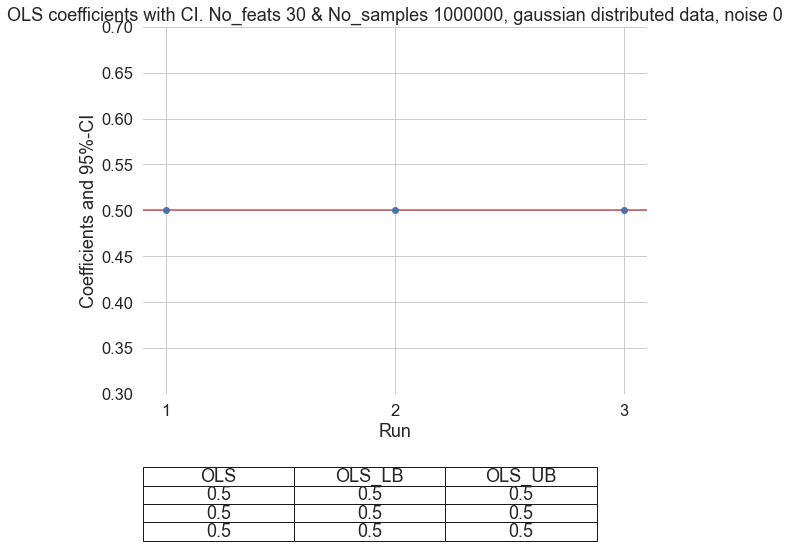 OLS coefficients with CI. No_feats 30 & No_samples 1000000, gaussian distributed data, noise 0
0.70
0.65
0.60
0.55
0.50
0.45
0.40
0.35
0.30
Coefficients and 95%-CI
1 2 3
Run
OLS OLS_LB OLS_UB
0.5 0.5 0.5
0.5 0.5 0.5
0.5 0.5 0.5